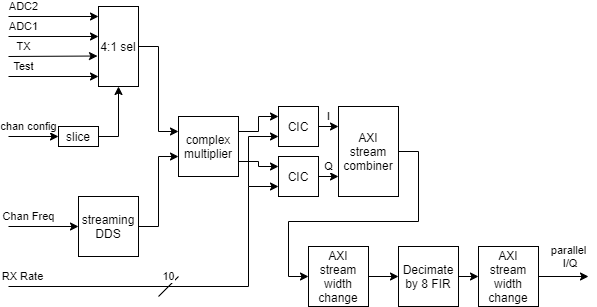 ADC2
ADC1
TX
Test
4:1 sel
chan config
slice
complex
multiplier
CIC
I
CIC
Q
AXI
stream
combiner
Chan Freq
streaming
DDS
RX Rate
10
AXI
stream
width
change
Decimate
by 8 FIR
AXI
stream
width
change
parallel
I/Q